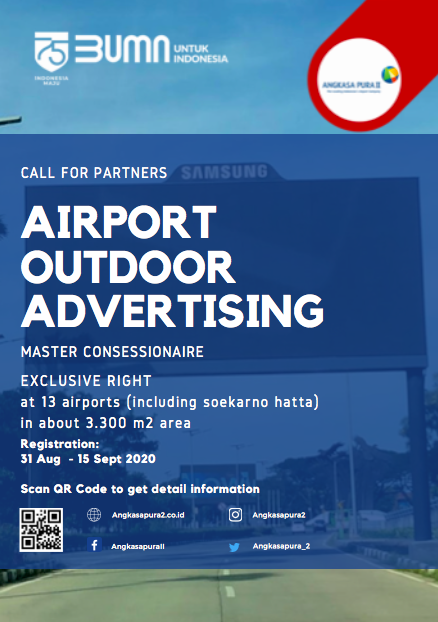 75
INDONESIA
MAJU
BUMN UNTUK
INDONESIA
ANGKASA PURA II
CALL FOR PARTNERS
SAMSUNG
AIRPORT
OUTDOOR
ADVERTISING
MASTER CONSESSIONAIRE
EXCLUSIVE RIGHT
at 13 airports (including soekarno hatta)
in about 3.300 m2 area
Registration:
31 Aug - 15 Sept 2020
Scan QR Code to get detail information
Angkasapura2.co.id
Angkasapura2
AngkasapuraII
Angkasapura_2